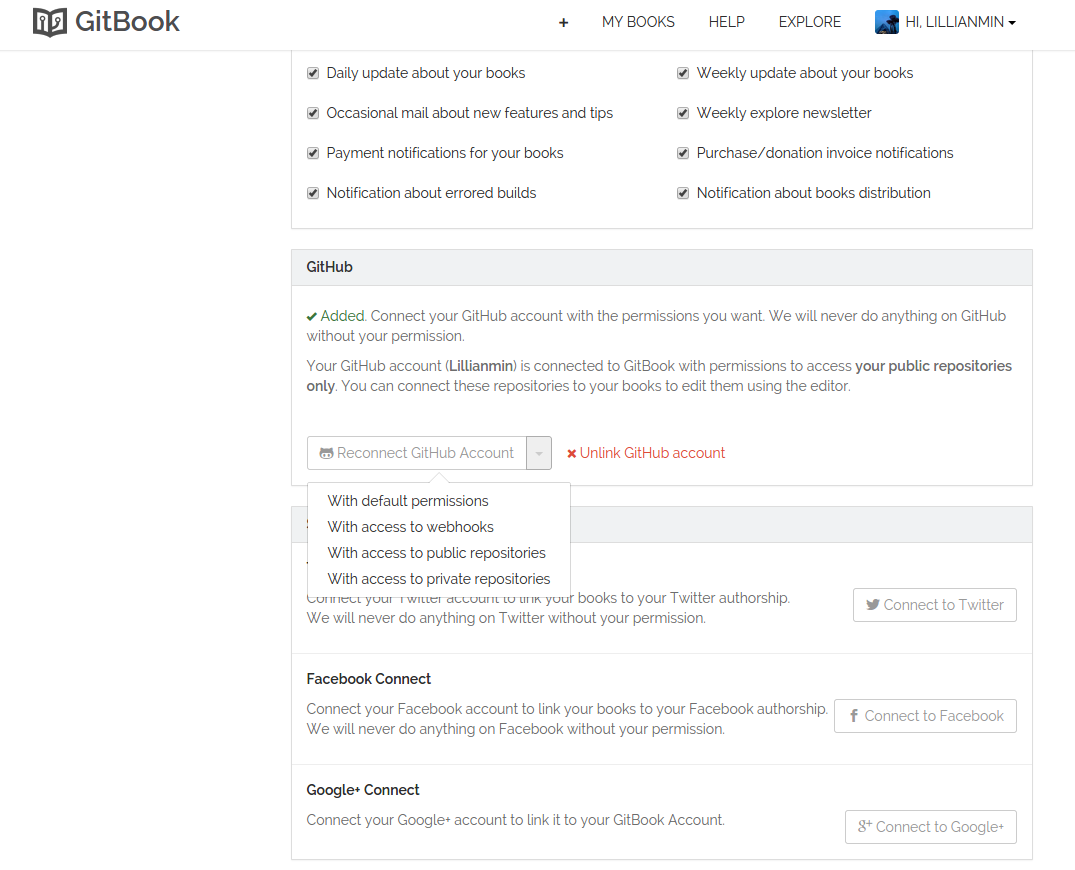 GitBook
+ MY BOOKS HELP EXPLORE HI, LILLIANMIN
Daily update about your books
Weekly update about your books
Occasional mail about new features and tips
Weekly explore newsletter
Payment notifications for your books
Purchase/donation invoice notifications
Notification about errored builds
Notification about books distribution
GitHub
Added. Connect your GitHub account with the permissions you want. We will never do anything on GitHub
without your permission.
Your GitHub account (Lillianmin) is connected to GitBook with permissions to access your public repositories
only. You can connect these repositories to your books to edit them using the editor.
Reconnect GitHub Account
Unlink GitHub account
With default permissions
With access to webhooks
With access to public repositories
With access to private repositories
Connect your Twitter account to link your books to your Twitter authorship.
We will never do anything on Twitter without your permission.
Connect to Twitter
Facebook Connect
Connect your Facebook account to link your books to your Facebook authorship.
We will never do anything on Facebook without your permission.
f Connect to Facebook
Google+ Connect
Connect your Google+ account to link it to your GitBook Account.
g+ Connect to Google+